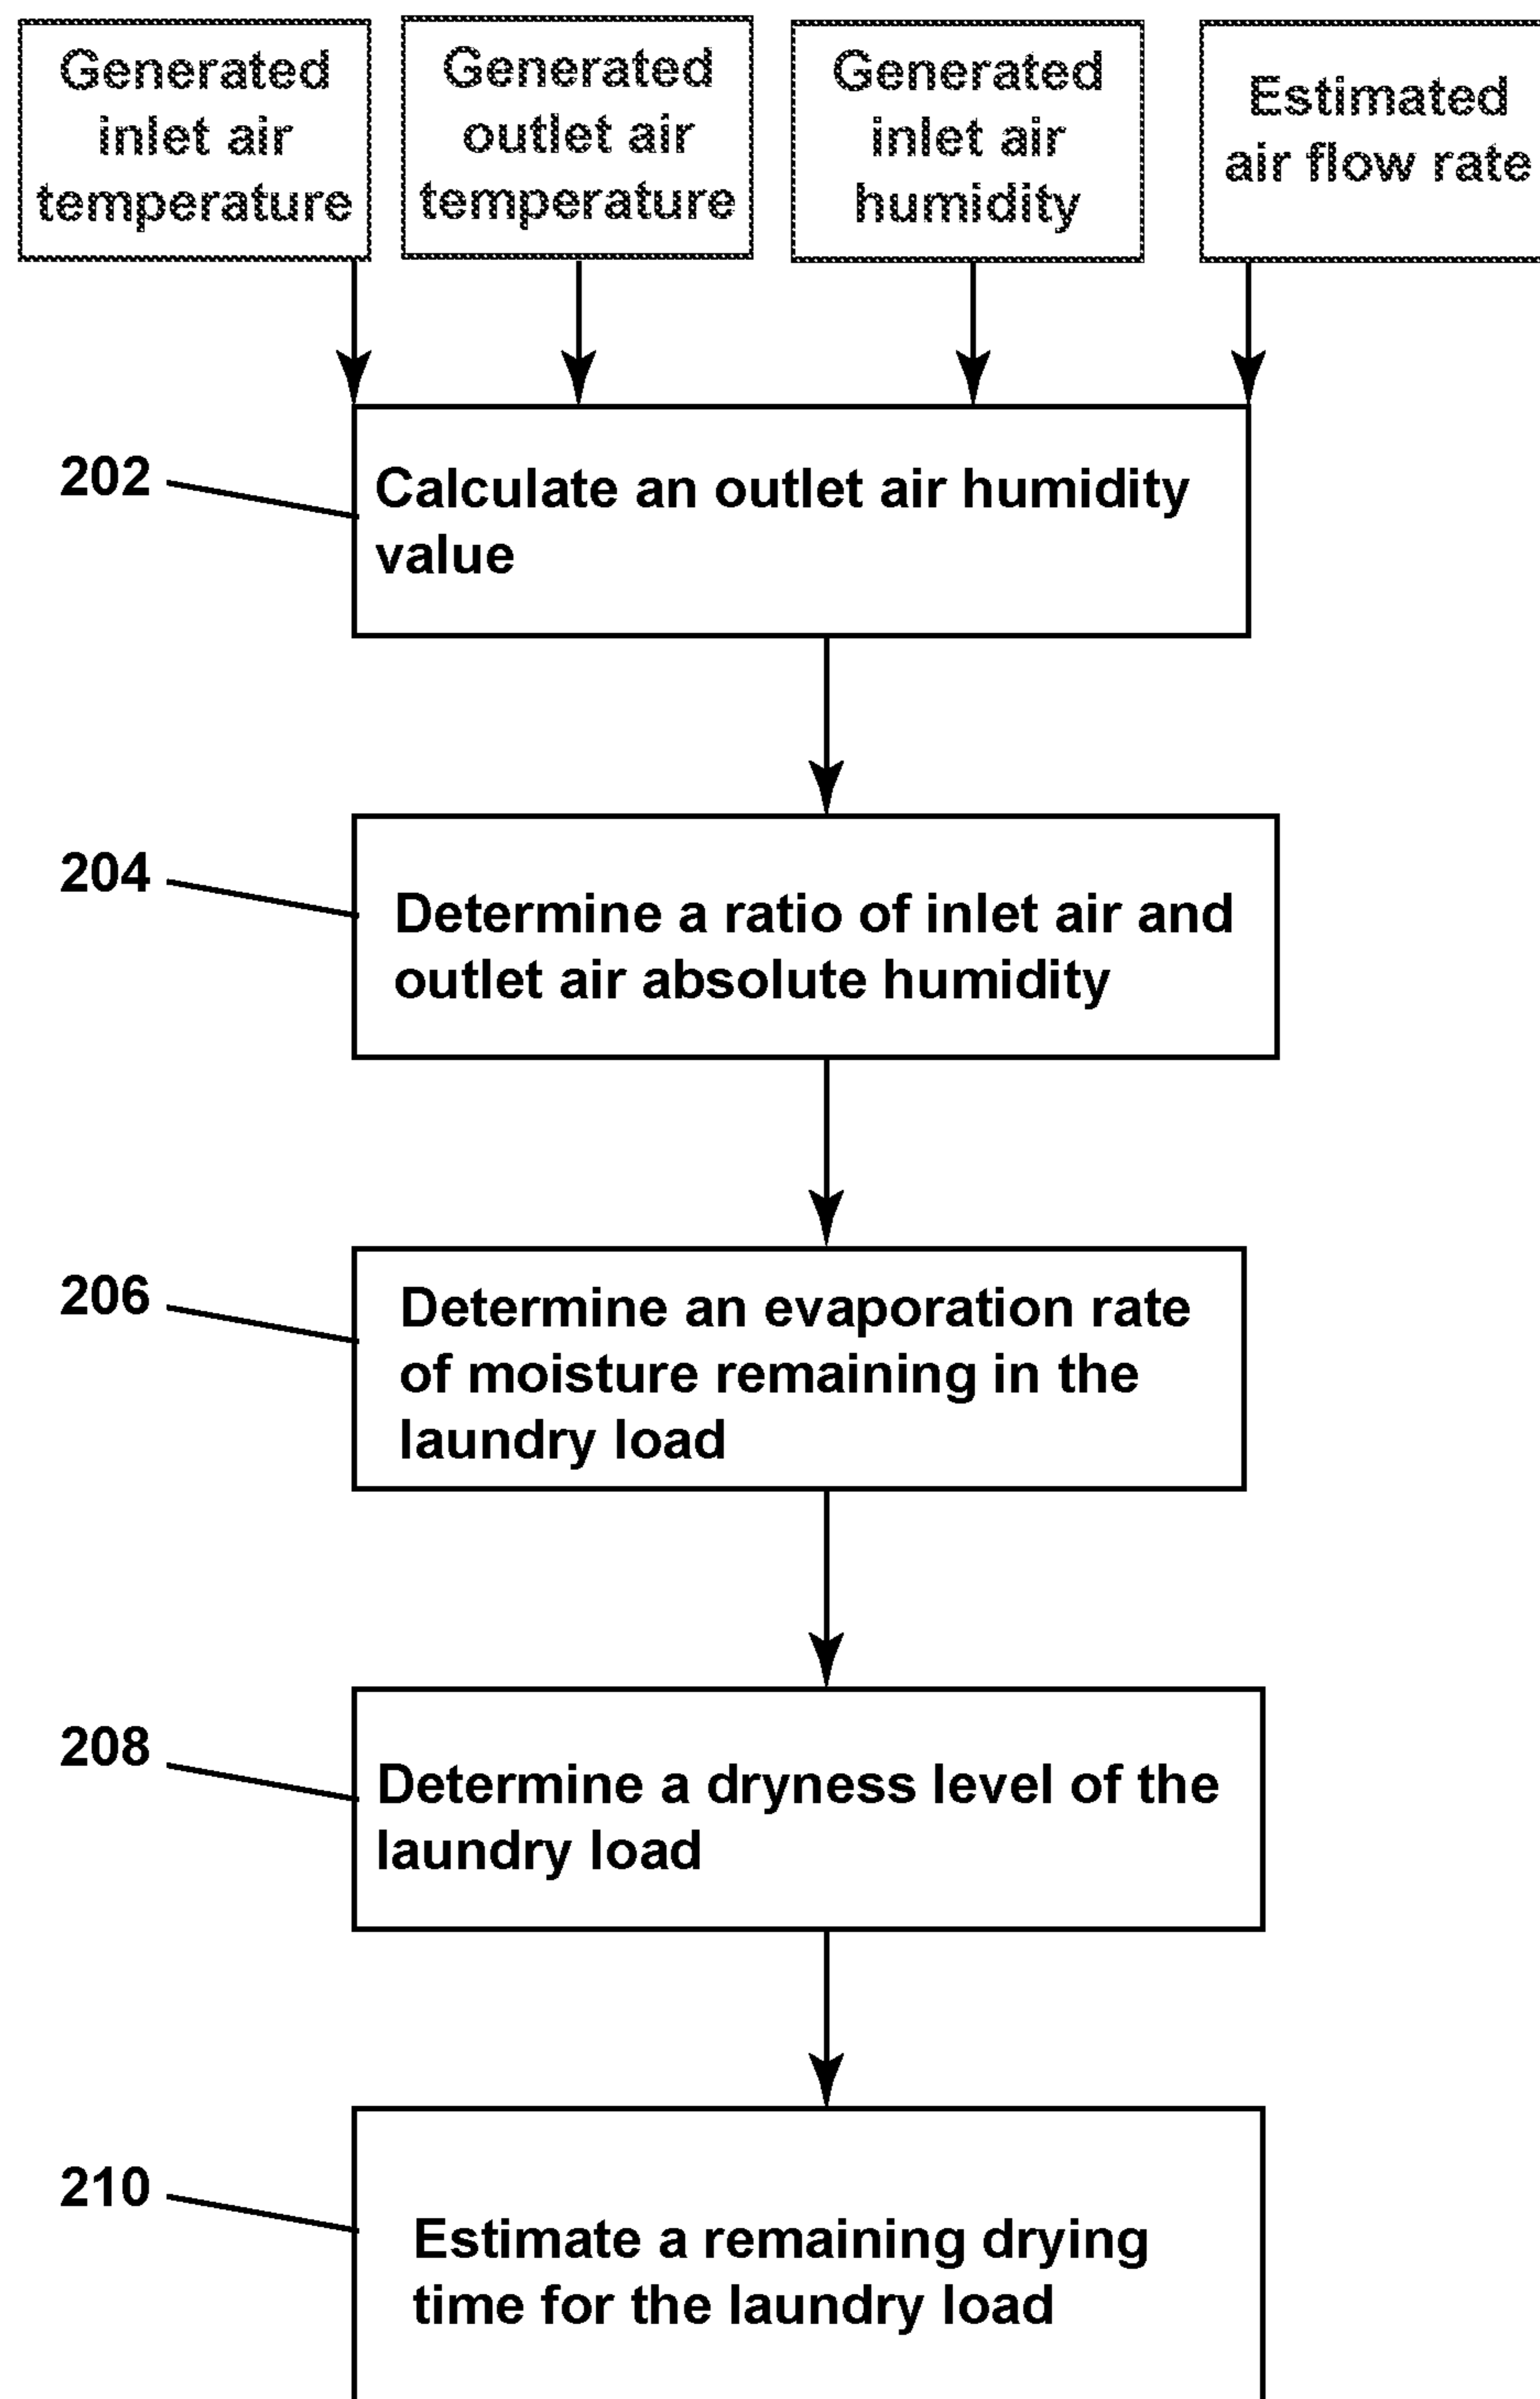 Generated
inlet air
temperature
Generated
outlet air
temperature
Generated
inlet air
humidity
Estimated
air flow rate
202
Calculate an outlet air humidity
value
204
Determine a ratio of inlet air and
outlet air absolute humidity
206
Determine an evaporation rate
of moisture remaining in the
laundry load
208
Determine a dryness level of the
laundry load
210
Estimate a remaining drying
time for the laundry load